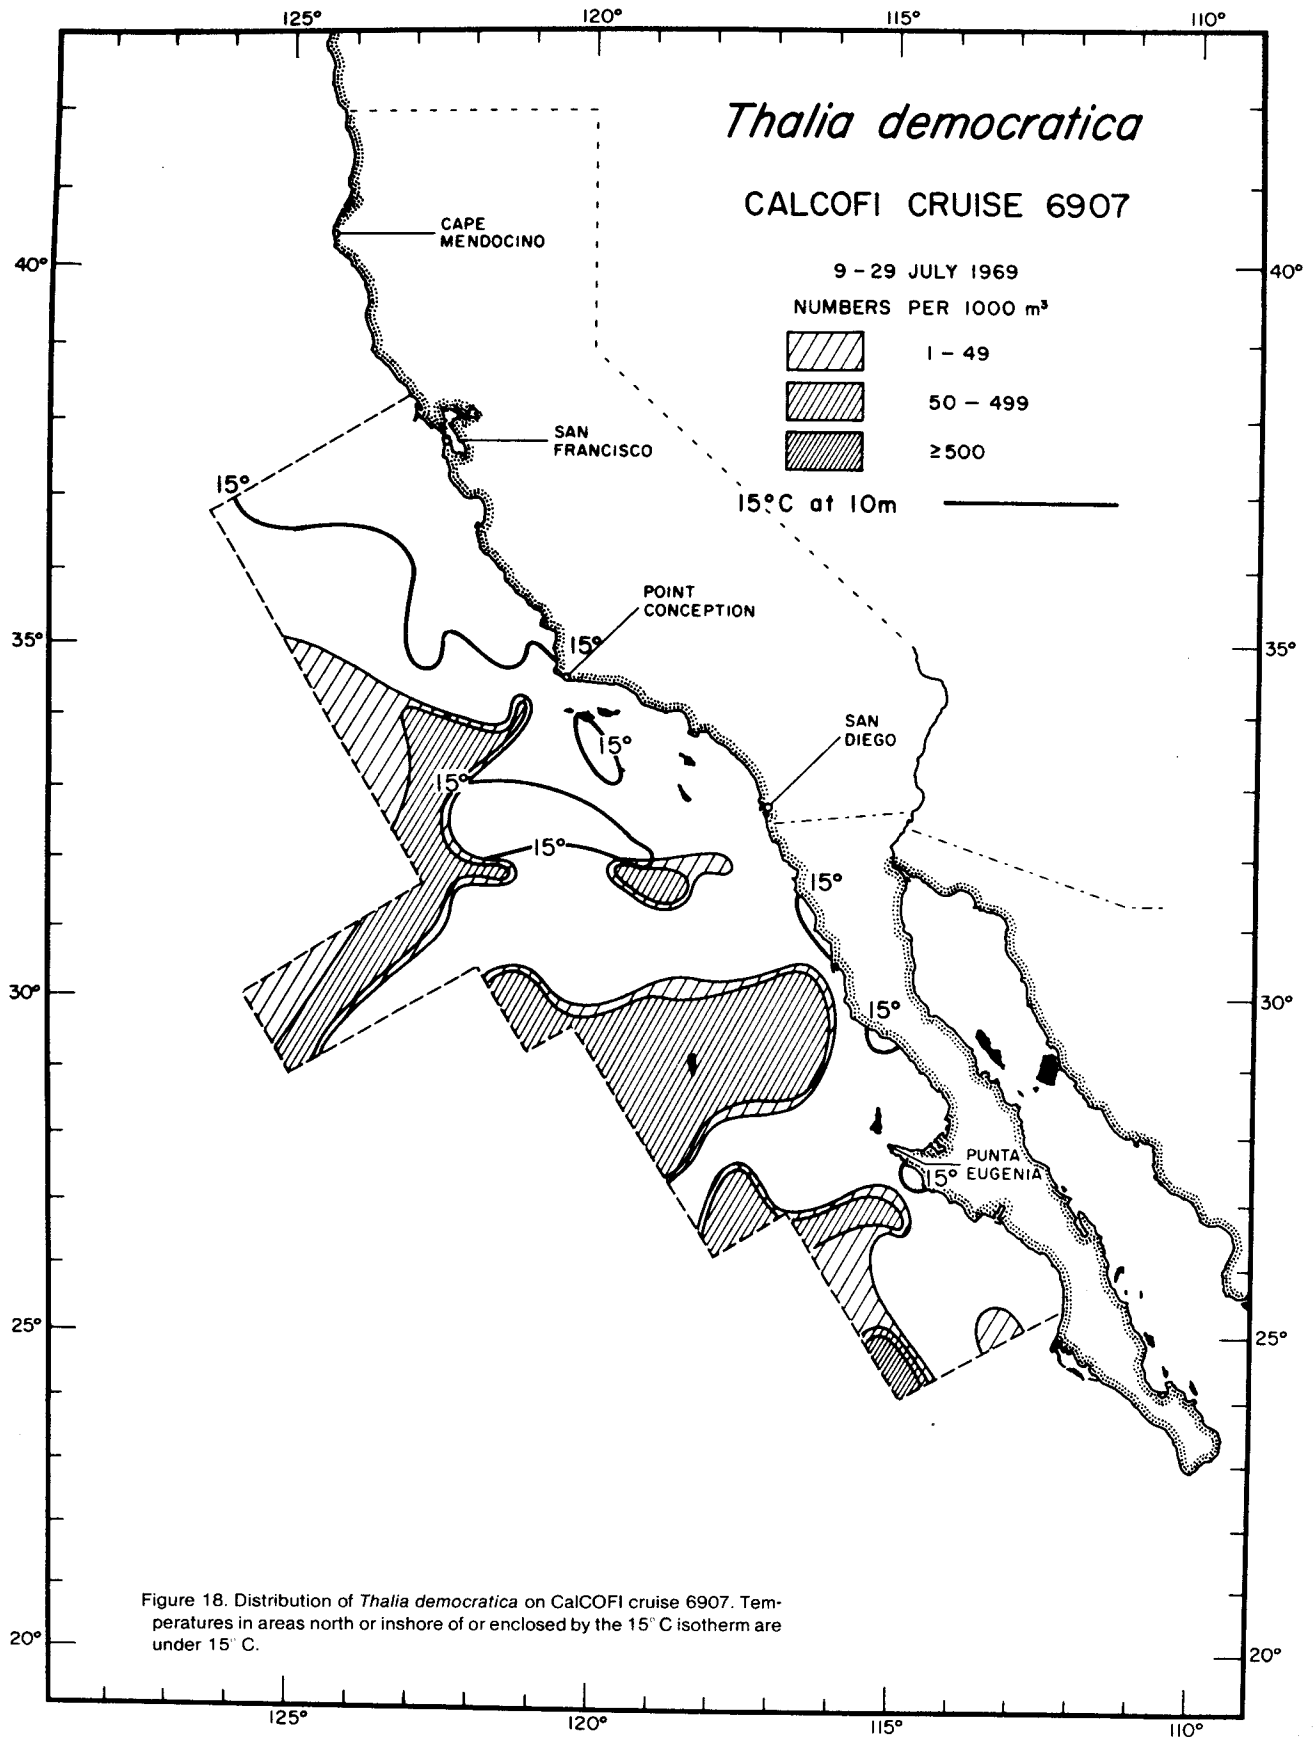 125°
120°
115°
110°
Thalia democratica
CALCOFI CRUISE 6907
CAPE
MENDOCINO
40°
40°
9 – 29 JULY 1969
NUMBERS PER 1000 m³
1 – 49
50 – 499
≥500
15°C at 10m
SAN
FRANCISCO
15°
POINT
CONCEPTION
35°
15°
35°
SAN
DIEGO
15°
15°
15°
15°
30°
15°
30°
PUNTA
EUGENIA
15°
25°
25°
Figure 18. Distribution of Thalia democratica on CalCOFI cruise 6907. Tem-
peratures in areas north or inshore of or enclosed by the 15° C isotherm are
under 15° C.
20°
20°
125°
120°
115°
110°